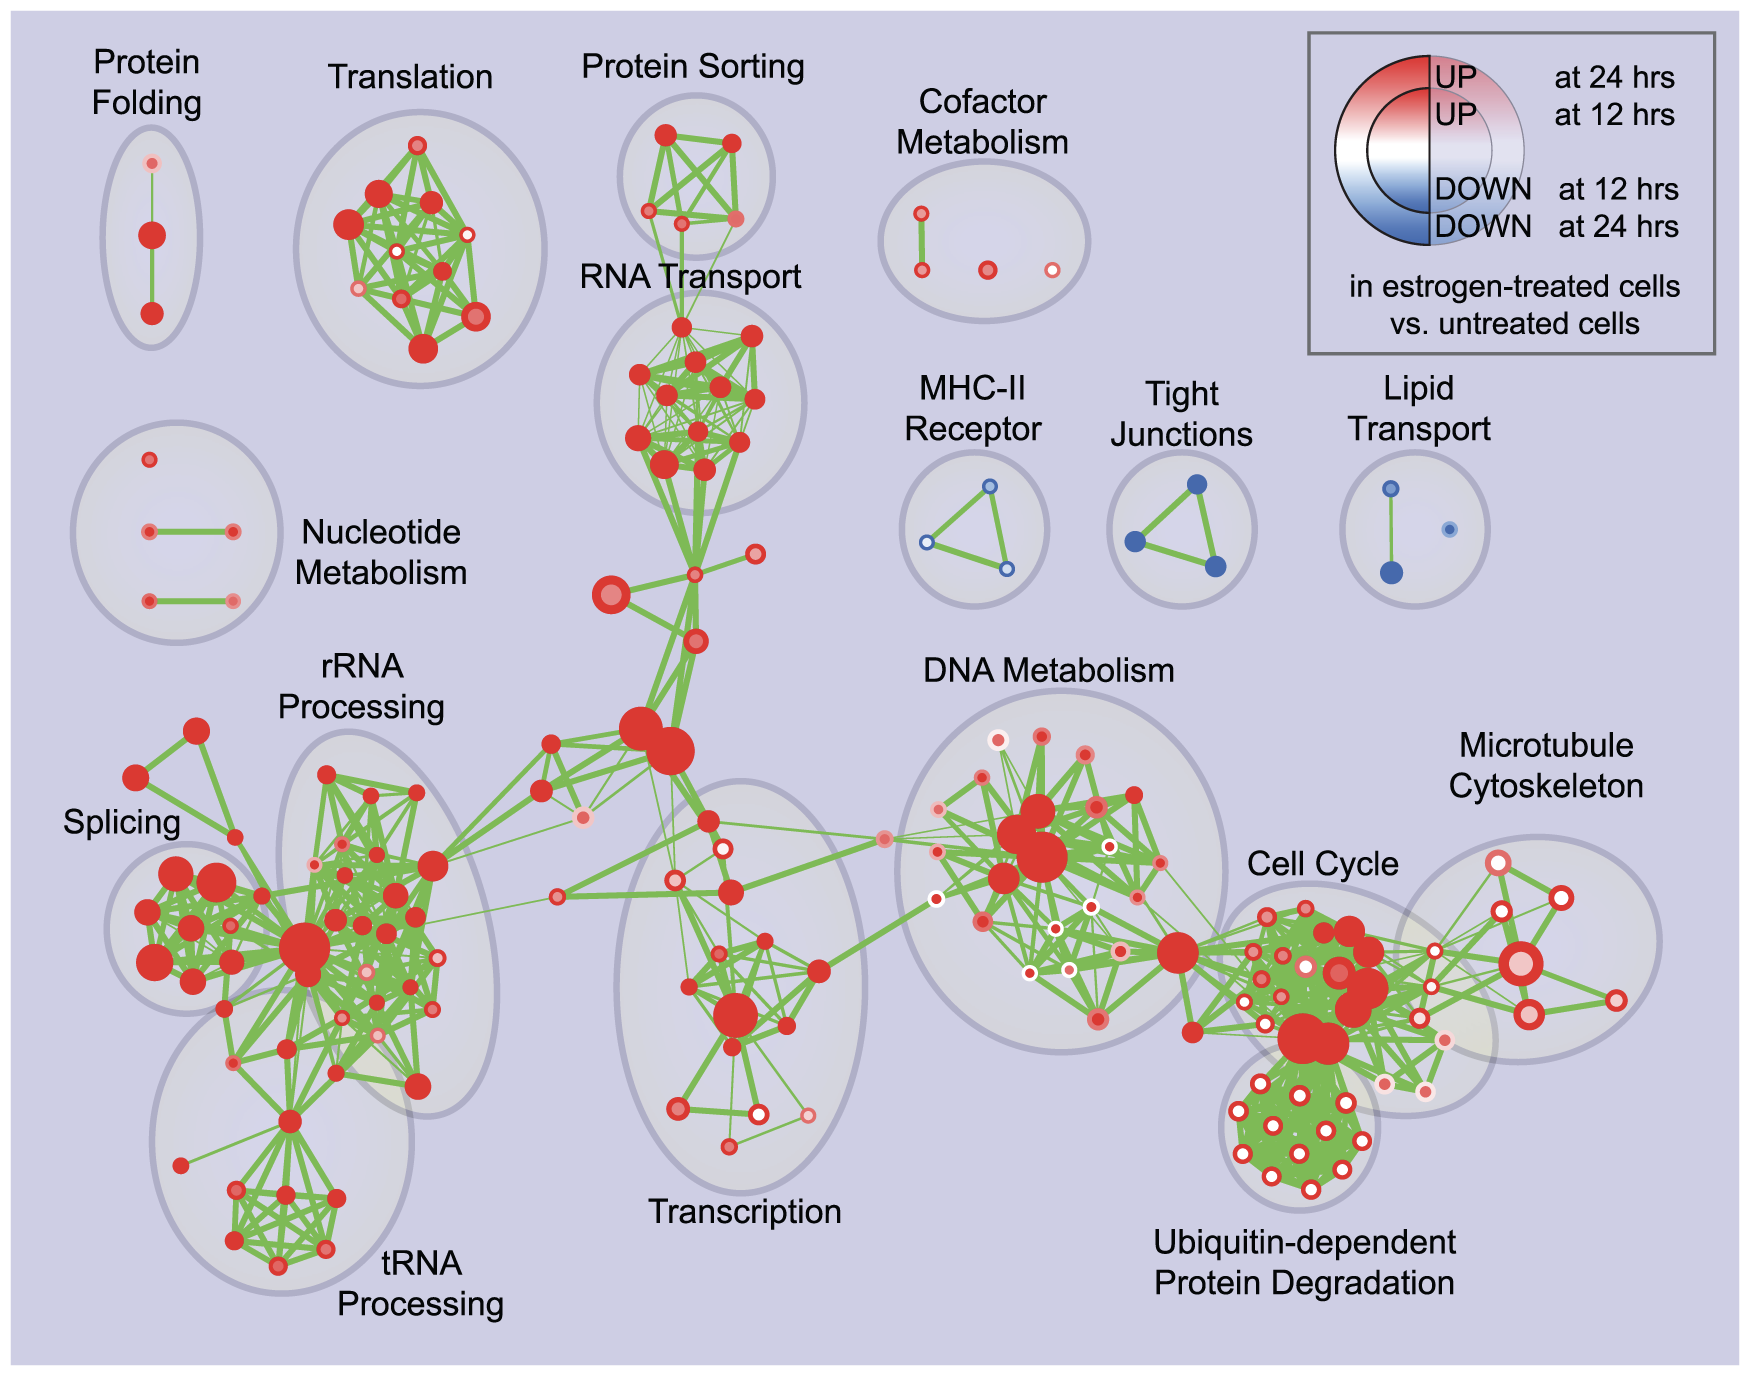 Protein
Folding
Translation
Protein Sorting
Cofactor
Metabolism
UP at 24 hrs
UP at 12 hrs
DOWN at 12 hrs
DOWN at 24 hrs
in estrogen-treated cells
vs. untreated cells
RNA Transport
MHC-II
Receptor
Tight
Junctions
Lipid
Transport
Nucleotide
Metabolism
rRNA
Processing
DNA Metabolism
Microtubule
Cytoskeleton
Splicing
Cell Cycle
Transcription
tRNA
Processing
Ubiquitin-dependent
Protein Degradation